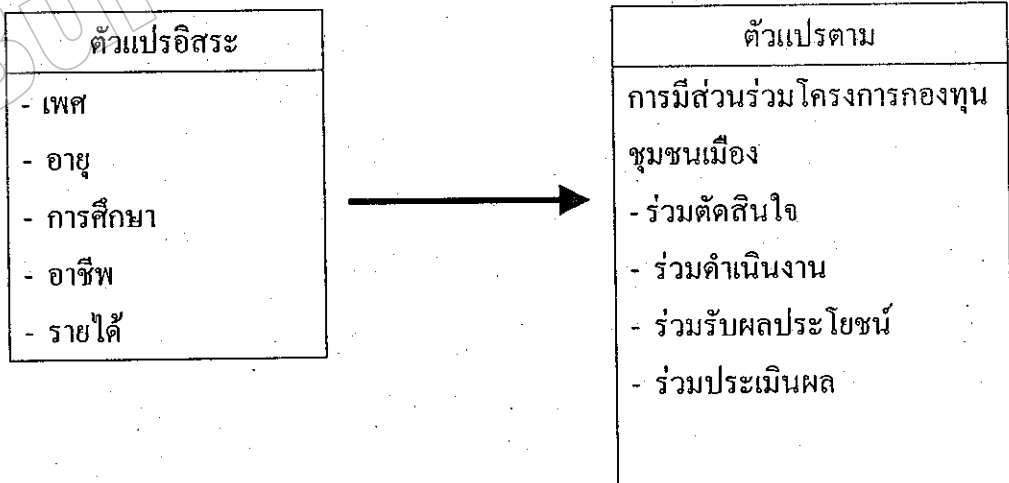 ตัวแปรอิสระ
- เพศ
- อายุ
- การศึกษา
- อาชีพ
- รายได้
ตัวแปรตาม
การมีส่วนร่วมโครงการกองทุน
ชุมชนเมือง
- ร่วมตัดสินใจ
- ร่วมดำเนินงาน
- ร่วมรับผลประโยชน์
- ร่วมประเมินผล